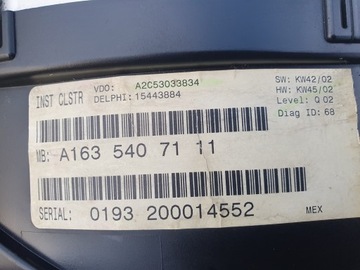 INST CLSTR
VDO: A2C53033834
DELPHI: 15443884
SW: KW42/02
HW: KW45/02
Level: Q 02
Diag ID: 68
MB: A163 540 71 11
SERIAL: 0193 200014552
MEX